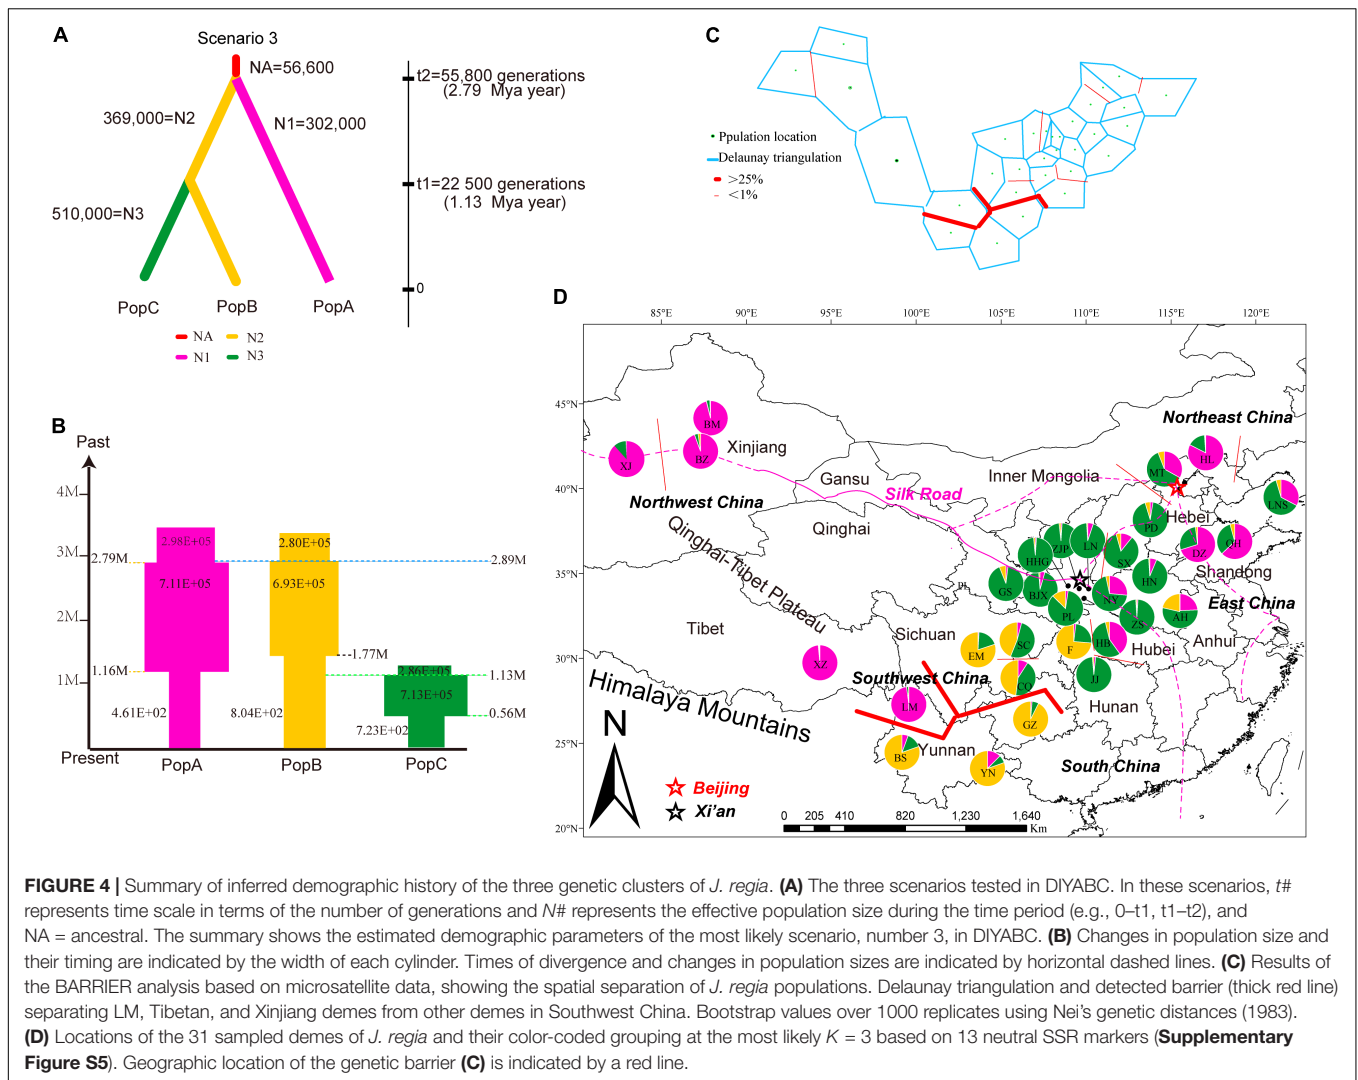 A
Scenario 3
NA=56,600
t2=55,800 generations
(2.79 Mya year)
369,000=N2
N1=302,000
t1=22 500 generations
(1.13 Mya year)
510,000=N3
0
PopC
PopB
PopA
NA
N2
N1
N3
B
Past
4M
3M
2.79M
2M
1.16M
1M
Present
2.98E+05
7.11E+05
4.61E+02
PopA
2.80E+05
6.93E+05
8.04E+02
PopB
2.89M
1.77M
2.86E+05
7.13E+05
7.23E+02
PopC
1.13M
0.56M
C
Ppulation location
Delaunay triangulation
>25%
<1%
D
85°E
90°E
95°E
100°E
105°E
110°E
115°E
120°E
45°N
40°N
35°N
30°N
25°N
20°N
Northeast China
BM
Xinjiang
XJ
BZ
HL
MT
Inner Mongolia
Gansu
Northwest China
Silk Road
LNS
Qinghai
Hebei
PD
Qinghai-Tibet Plateau
ZJP
LN
SX
DZ
QH
HHG
Shandong
HN
GS
BJX
NY
PL
PL
East China
AH
ZS
Tibet
Sichuan
SC
F
HB
Anhui
EM
Hubei
XZ
Southwest China
CQ
JJ
Himalaya Mountains
LM
Hunan
GZ
N
BS
Yunnan
YN
South China
Beijing
Xi'an
0 205 410 820 1,230 1,640
Km
FIGURE 4 | Summary of inferred demographic history of the three genetic clusters of J. regia. (A) The three scenarios tested in DIYABC. In these scenarios, t#
represents time scale in terms of the number of generations and N# represents the effective population size during the time period (e.g., 0–t1, t1–t2), and
NA = ancestral. The summary shows the estimated demographic parameters of the most likely scenario, number 3, in DIYABC. (B) Changes in population size and
their timing are indicated by the width of each cylinder. Times of divergence and changes in population sizes are indicated by horizontal dashed lines. (C) Results of
the BARRIER analysis based on microsatellite data, showing the spatial separation of J. regia populations. Delaunay triangulation and detected barrier (thick red line)
separating LM, Tibetan, and Xinjiang demes from other demes in Southwest China. Bootstrap values over 1000 replicates using Nei's genetic distances (1983).
(D) Locations of the 31 sampled demes of J. regia and their color-coded grouping at the most likely K = 3 based on 13 neutral SSR markers (Supplementary
Figure S5). Geographic location of the genetic barrier (C) is indicated by a red line.